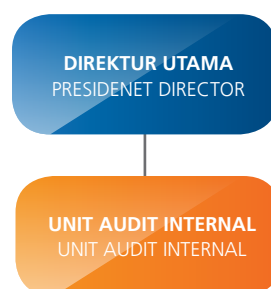 DIREKTUR UTAMA
PRESIDENET DIRECTOR
UNIT AUDIT INTERNAL
UNIT AUDIT INTERNAL